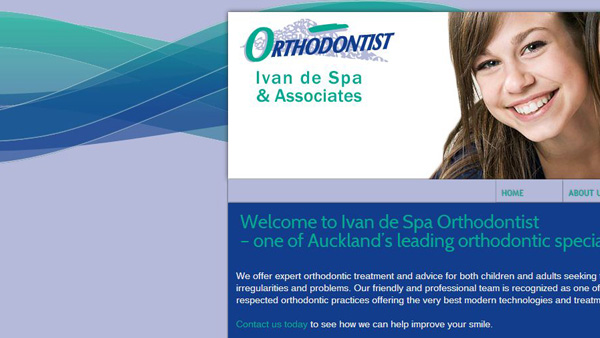 ORTHODONTIST
Ivan de Spa
& Associates
HOME
ABOUT
Welcome to Ivan de Spa Orthodontist
– one of Auckland's leading orthodontic
We offer expert orthodontic treatment and advice for both children and adults seeking
irregularities and problems. Our friendly and professional team is recognized as one of
respected orthodontic practices offering the very best modern technologies and
Contact us today to see how we can help improve your smile.